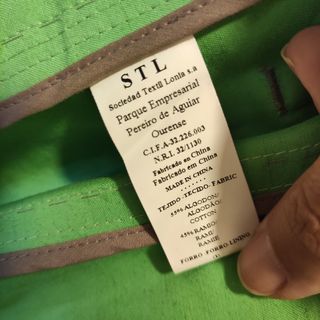 STL
Sociedad Textil Lonia s.a
Parque Empresarial
Pereiro de Aguiar
Ourense
C.I.F.A-32.226.003
N.R.I. 32/1130
Fabricado en China
Fabricado em China
MADE IN CHINA
TEJIDO .TECIDO. FABRIC
55% ALGODON/
ALGODÃO/
COTTON
45% RAMIO/
RAMI/
RAMIE
FORRO FORRO LINING